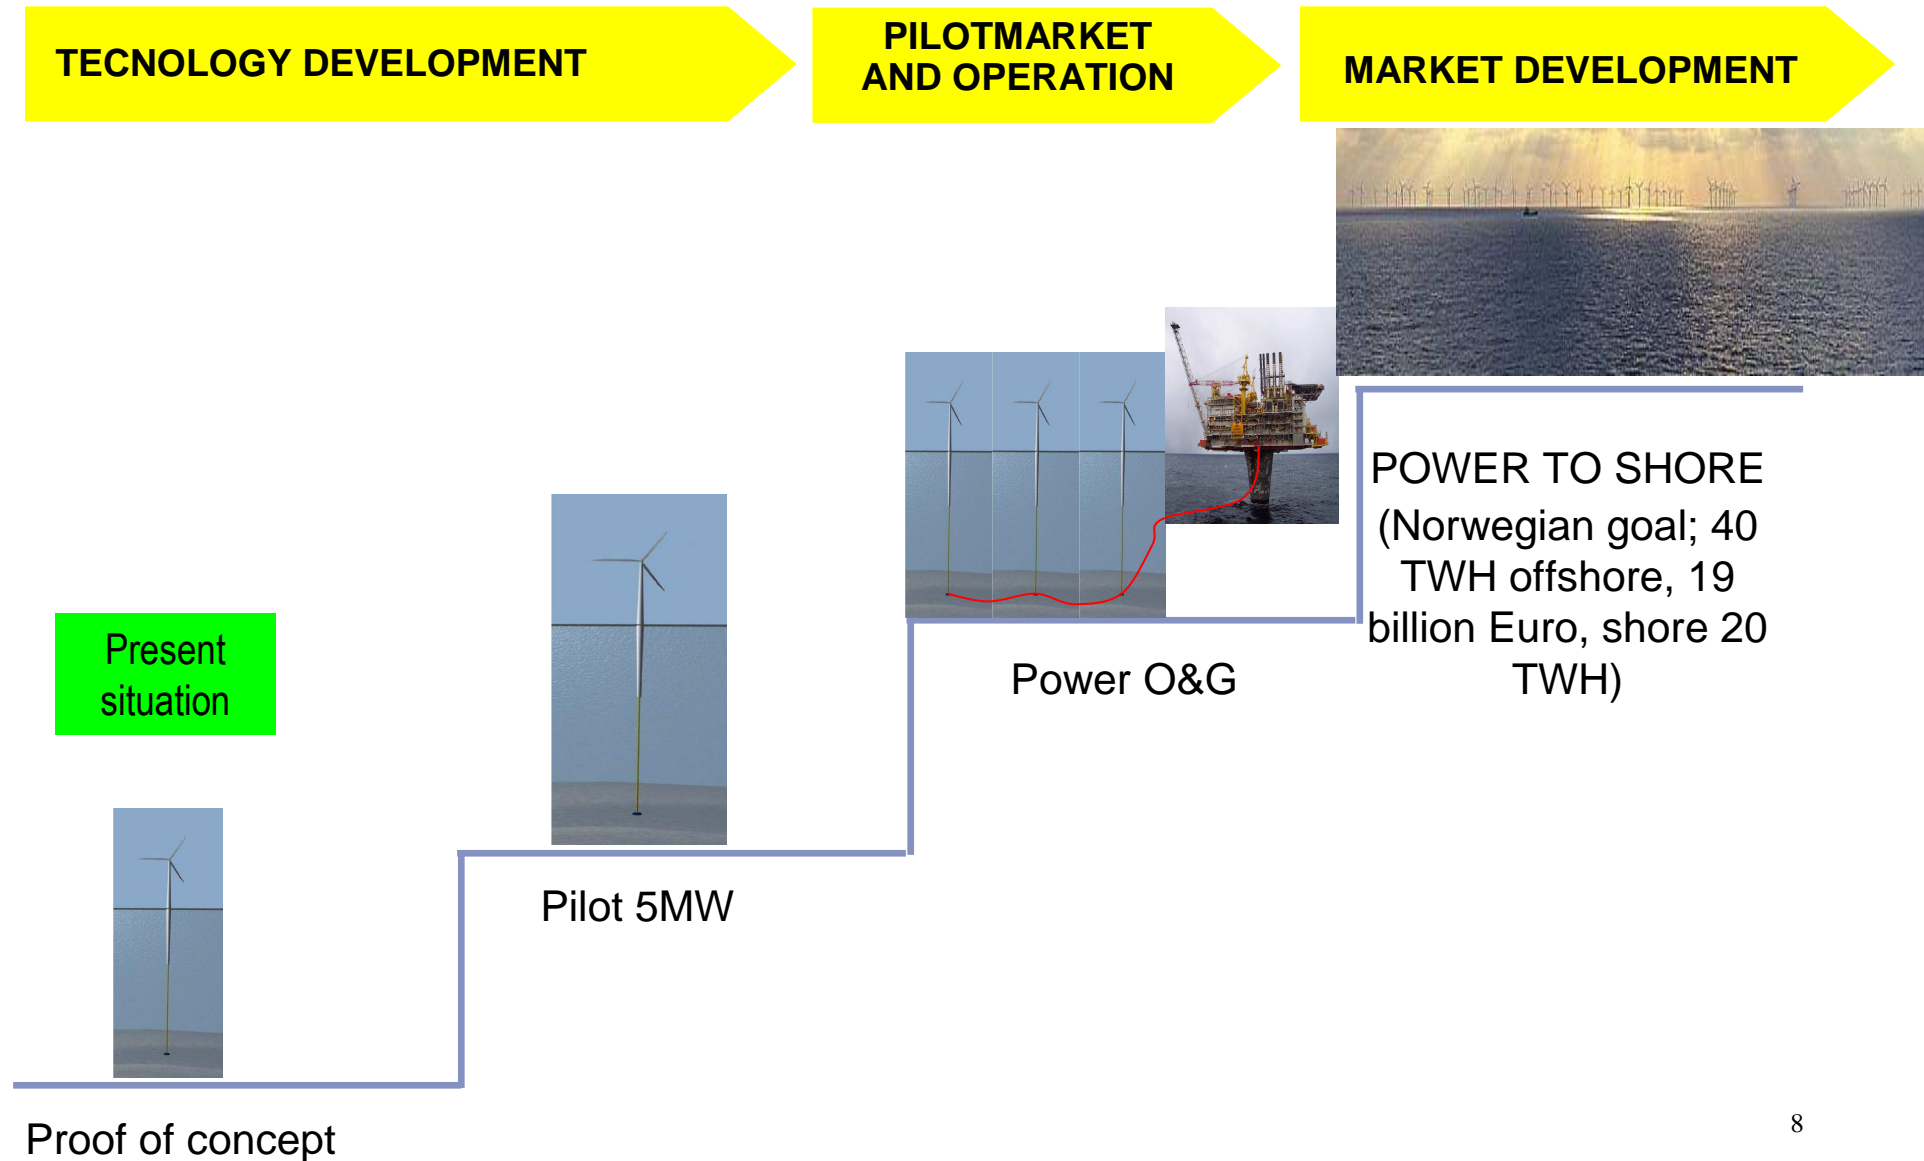 TECNOLOGY DEVELOPMENT
PILOTMARKET
AND OPERATION
MARKET DEVELOPMENT
POWER TO SHORE
(Norwegian goal; 40
TWH offshore, 19
billion Euro, shore 20
TWH)
Present
situation
Power O&G
Pilot 5MW
Proof of concept
8